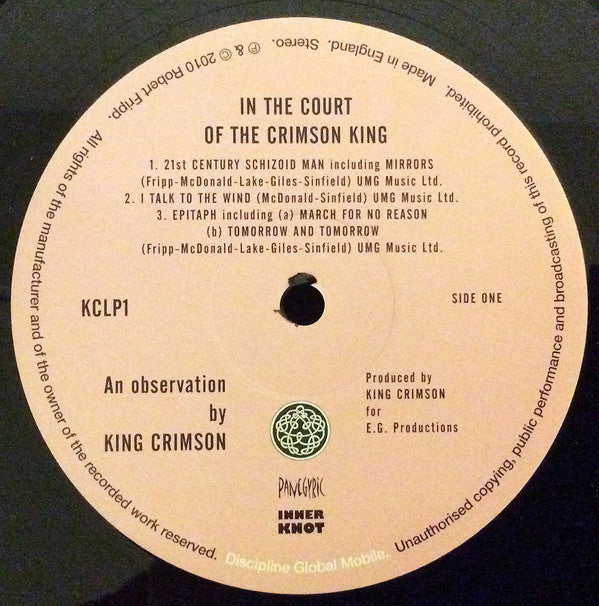 IN THE COURT
OF THE CRIMSON KING
1. 21st CENTURY SCHIZOID MAN including MIRRORS
(Fripp-McDonald-Lake-Giles-Sinfield) UMG Music Ltd.
2. I TALK TO THE WIND (McDonald-Sinfield) UMG Music Ltd.
3. EPITAPH including (a) MARCH FOR NO REASON
(b) TOMORROW AND TOMORROW
(Fripp-McDonald-Lake-Giles-Sinfield) UMG Music Ltd.
KCLP1
SIDE ONE
An observation
by
KING CRIMSON
Produced by
KING CRIMSON
for
E.G. Productions
PANEGYRIC
INNER
KNOT
All rights of the manufacturer and of the owner of the recorded work reserved. Discipline Global Mobile. Unauthorised copying, public performance and broadcasting of this record prohibited. Made in England. Stereo. ℗ & © 2010 Robert Fripp.